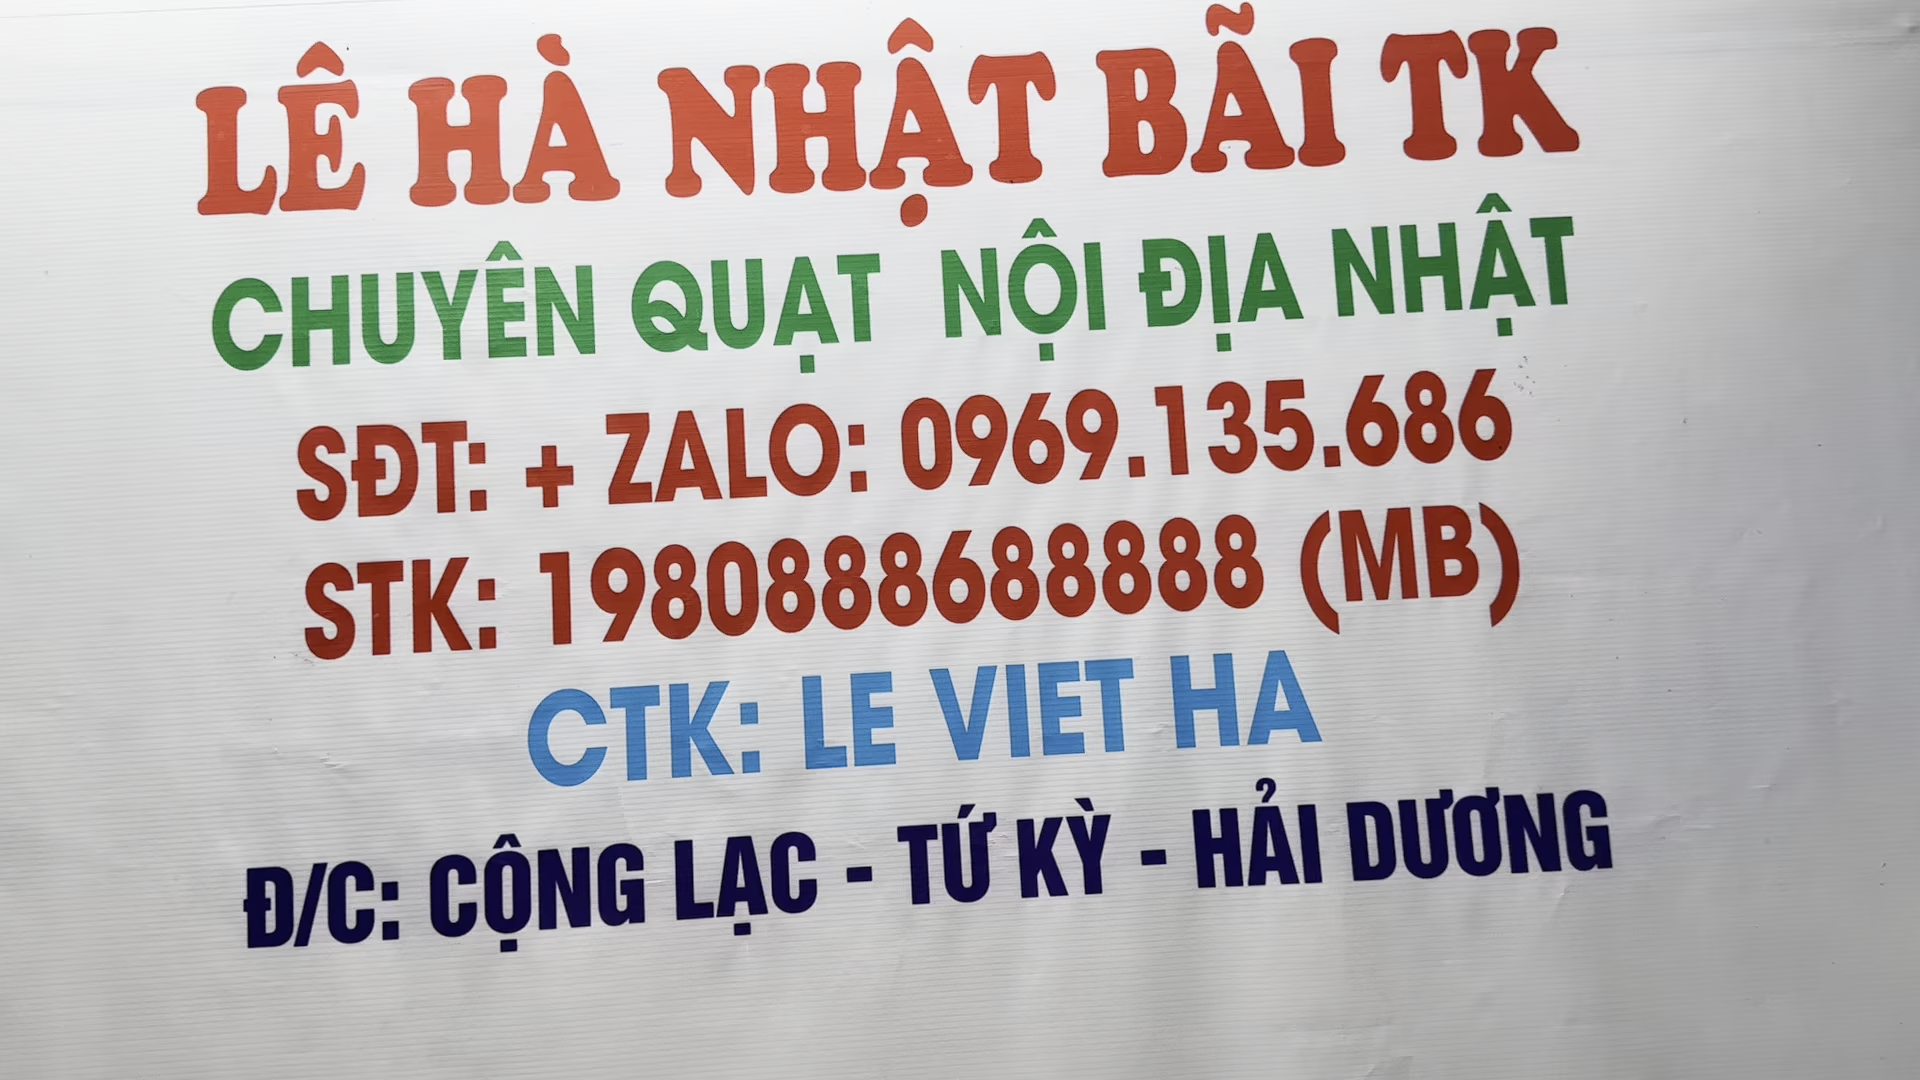 LÊ HÀ NHẬT BÃI TK
CHUYÊN QUẠT NỘI ĐỊA NHẬT
SĐT: + ZALO: 0969.135.686
STK: 1980888688888 (MB)
CTK: LE VIET HA
Đ/C: CỘNG LẠC - TỨ KỲ - HẢI DƯƠNG